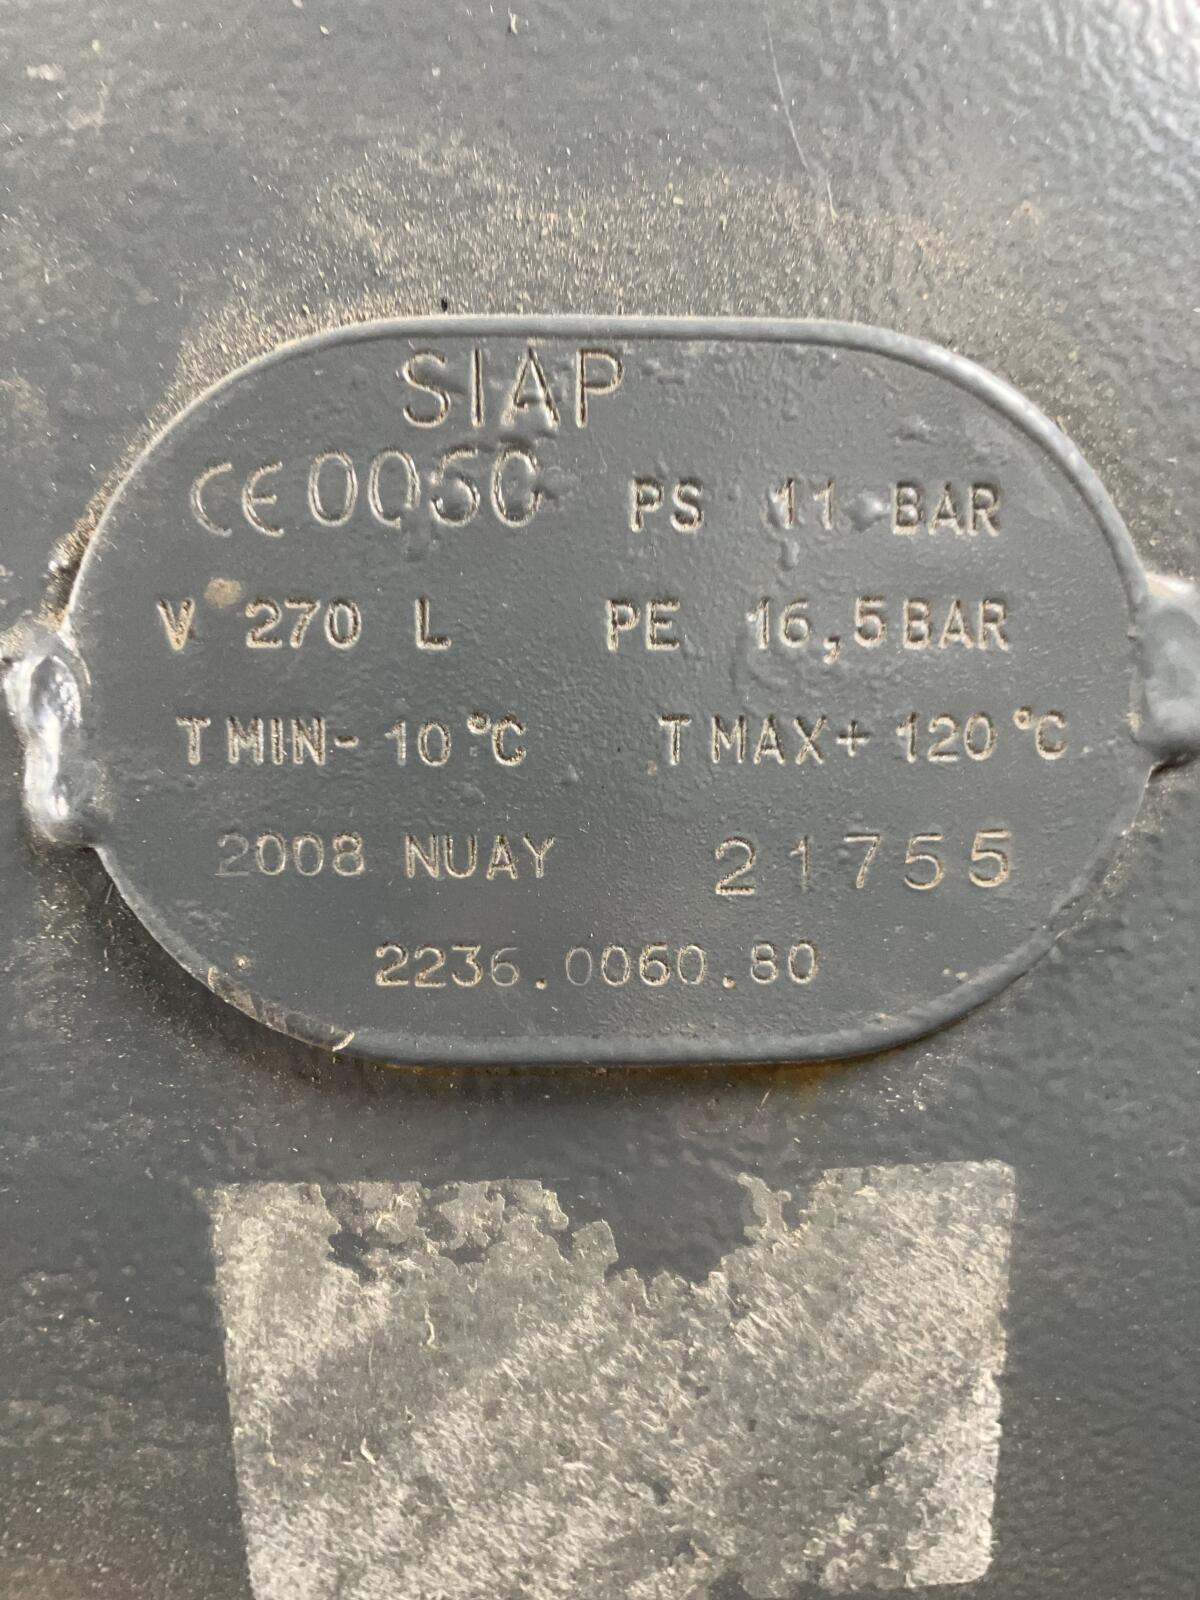 SIAP
CE 0060 PS 11 BAR
V 270 L PE 16,5 BAR
T MIN - 10 °C T MAX + 120 °C
2008 NUAY 21755
2236.0060.80